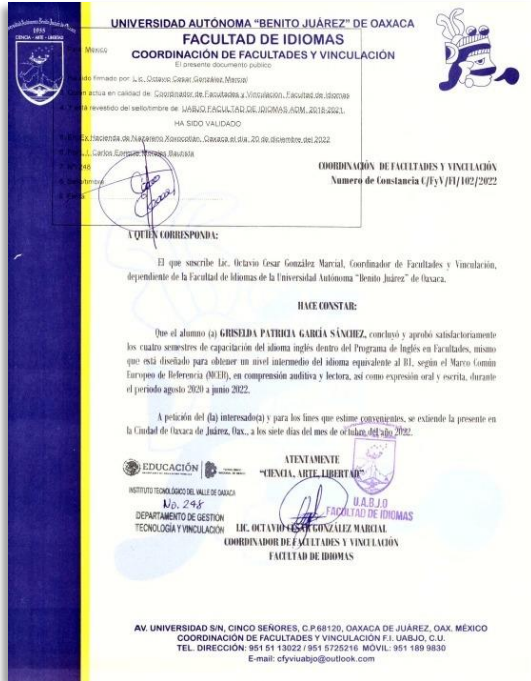 UNIVERSIDAD AUTÓNOMA "BENITO JUÁREZ" DE OAXACA
FACULTAD DE IDIOMAS
COORDINACIÓN DE FACULTADES Y VINCULACIÓN
1955
CIENCIA - ARTE - LIBERTAD
México
El presente documento público
firmado por: Lic. Octavio Cesar González Marcial
actúa en calidad de: Coordinador de Facultades y Vinculación, Facultad de Idiomas
revestido del sello/timbre de: UABJO FACULTAD DE IDIOMAS ADM. 2018-2021.
HA SIDO VALIDADO
Ex Hacienda de Nazareno Xoxocotlán, Oaxaca el día: 20 de diciembre del 2022
Carlos Enrique Morales Bautista
248
COORDINACIÓN DE FACULTADES Y VINCULACIÓN
Numero de Constancia C/FyV/FI/102/2022
A QUIEN CORRESPONDA:
El que suscribe Lic. Octavio Cesar González Marcial, Coordinador de Facultades y Vinculación,
dependiente de la Facultad de Idiomas de la Universidad Autónoma "Benito Juárez" de Oaxaca.
HACE CONSTAR:
Que el alumno (a) GRISELDA PATRICIA GARCÍA SÁNCHEZ, concluyó y aprobó satisfactoriamente
los cuatro semestres de capacitación del idioma inglés dentro del Programa de Inglés en Facultades, mismo
que está diseñado para obtener un nivel intermedio del idioma equivalente al B1, según el Marco Común
Europeo de Referencia (MCER), en comprensión auditiva y lectora, así como expresión oral y escrita, durante
el periodo agosto 2020 a junio 2022.
A petición del (la) interesado(a) y para los fines que estime convenientes, se extiende la presente en
la Ciudad de Oaxaca de Juárez, Oax., a los siete días del mes de octubre del año 2022.
ATENTAMENTE
"CIENCIA, ARTE, LIBERTAD"
EDUCACIÓN
INSTITUTO TECNOLÓGICO DEL VALLE DE OAXACA
No. 248
DEPARTAMENTO DE GESTION
TECNOLOGÍA Y VINCULACIÓN
U.A.B.J.O
FACULTAD DE IDIOMAS
LIC. OCTAVIO CESAR GONZÁLEZ MARCIAL
COORDINADOR DE FACULTADES Y VINCULACIÓN
FACULTAD DE IDIOMAS
AV. UNIVERSIDAD S/N, CINCO SEÑORES, C.P.68120, OAXACA DE JUÁREZ, OAX. MÉXICO
COORDINACIÓN DE FACULTADES Y VINCULACIÓN F.I. UABJO, C.U.
TEL. DIRECCIÓN: 951 51 13022 / 951 5725216 MÓVIL: 951 189 9830
E-mail: cfyviuabjo@outlook.com